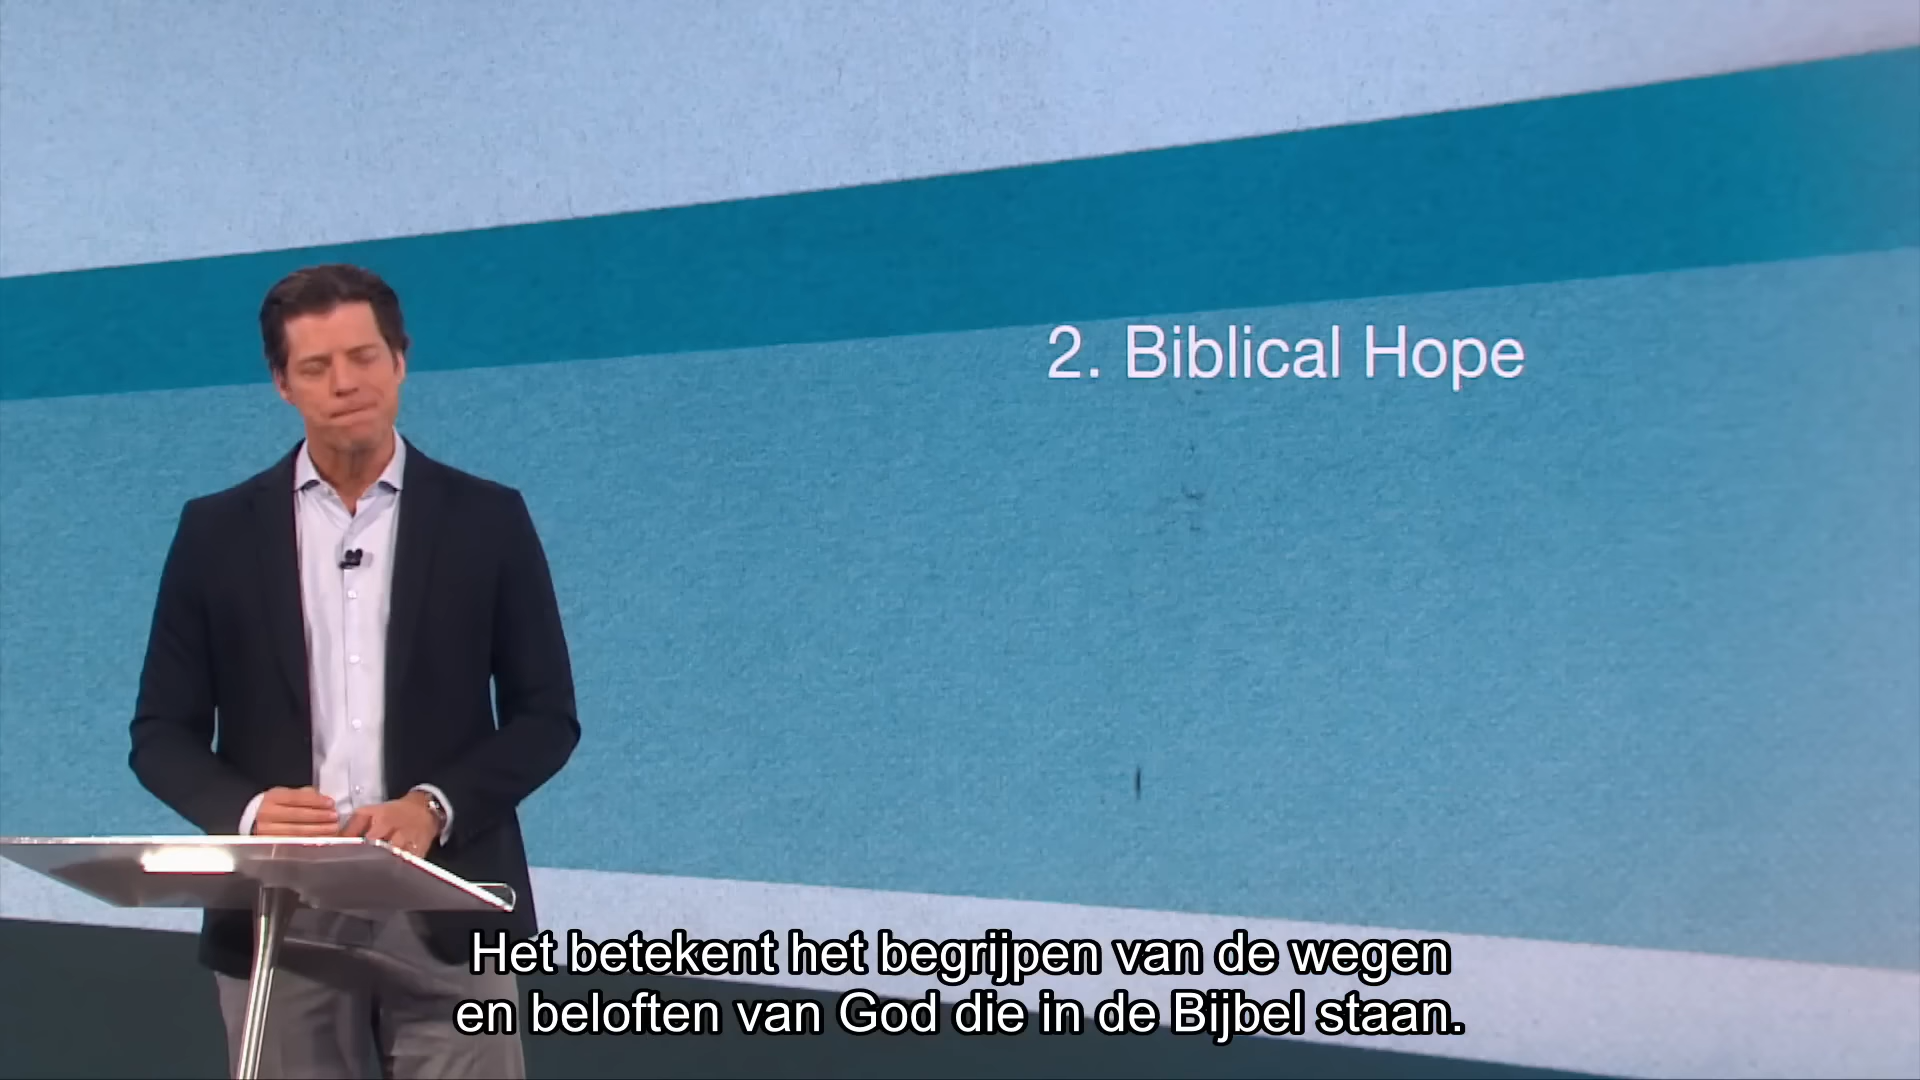 2. Biblical Hope
Het betekent het begrijpen van de wegen
en beloften van God die in de Bijbel staan.